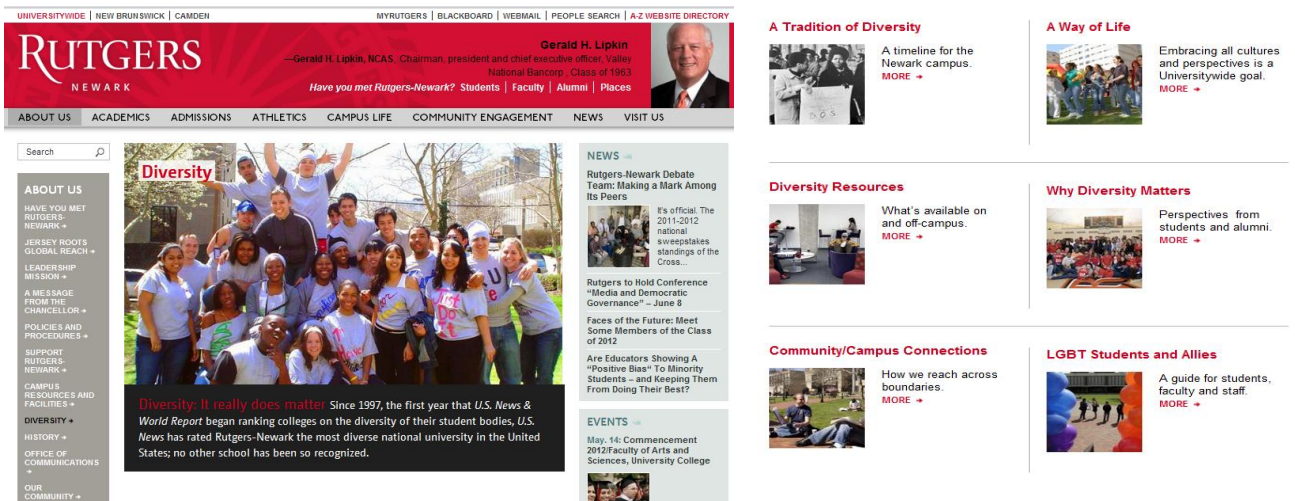 UNIVERSITYWIDE | NEW BRUNSWICK | CAMDEN
MYRUTGERS | BLACKBOARD | WEBMAIL | PEOPLE SEARCH | A-Z WEBSITE DIRECTORY
RUTGERS
NEWARK
Gerald H. Lipkin
—Gerald H. Lipkin, NCAS, Chairman, president and chief executive officer, Valley
National Bancorp, Class of 1963
Have you met Rutgers-Newark? Students | Faculty | Alumni | Places
ABOUT US ACADEMICS ADMISSIONS ATHLETICS CAMPUS LIFE COMMUNITY ENGAGEMENT NEWS VISIT US
Search
ABOUT US
HAVE YOU MET
RUTGERS-
NEWARK
JERSEY ROOTS
GLOBAL REACH
LEADERSHIP
MISSION
A MESSAGE
FROM THE
CHANCELLOR
POLICIES AND
PROCEDURES
SUPPORT
RUTGERS-
NEWARK
CAMPUS
RESOURCES AND
FACILITIES
DIVERSITY
HISTORY
OFFICE OF
COMMUNICATIONS
OUR
COMMUNITY
Diversity
Just
Do
It
Diversity: It really does matter Since 1997, the first year that U.S. News &
World Report began ranking colleges on the diversity of their student bodies, U.S.
News has rated Rutgers-Newark the most diverse national university in the United
States; no other school has been so recognized.
NEWS
Rutgers-Newark Debate
Team: Making a Mark Among
Its Peers
It's official. The
2011-2012
national
sweepstakes
standings of the
Cross...
Rutgers to Hold Conference
"Media and Democratic
Governance" – June 8
Faces of the Future: Meet
Some Members of the Class
of 2012
Are Educators Showing A
"Positive Bias" To Minority
Students – and Keeping Them
From Doing Their Best?
EVENTS
May. 14: Commencement
2012/Faculty of Arts and
Sciences, University College
A Tradition of Diversity
A timeline for the
Newark campus.
MORE
A Way of Life
Embracing all cultures
and perspectives is a
Universitywide goal.
MORE
Diversity Resources
What's available on
and off-campus.
MORE
Why Diversity Matters
Perspectives from
students and alumni.
MORE
Community/Campus Connections
How we reach across
boundaries.
MORE
LGBT Students and Allies
A guide for students,
faculty and staff.
MORE